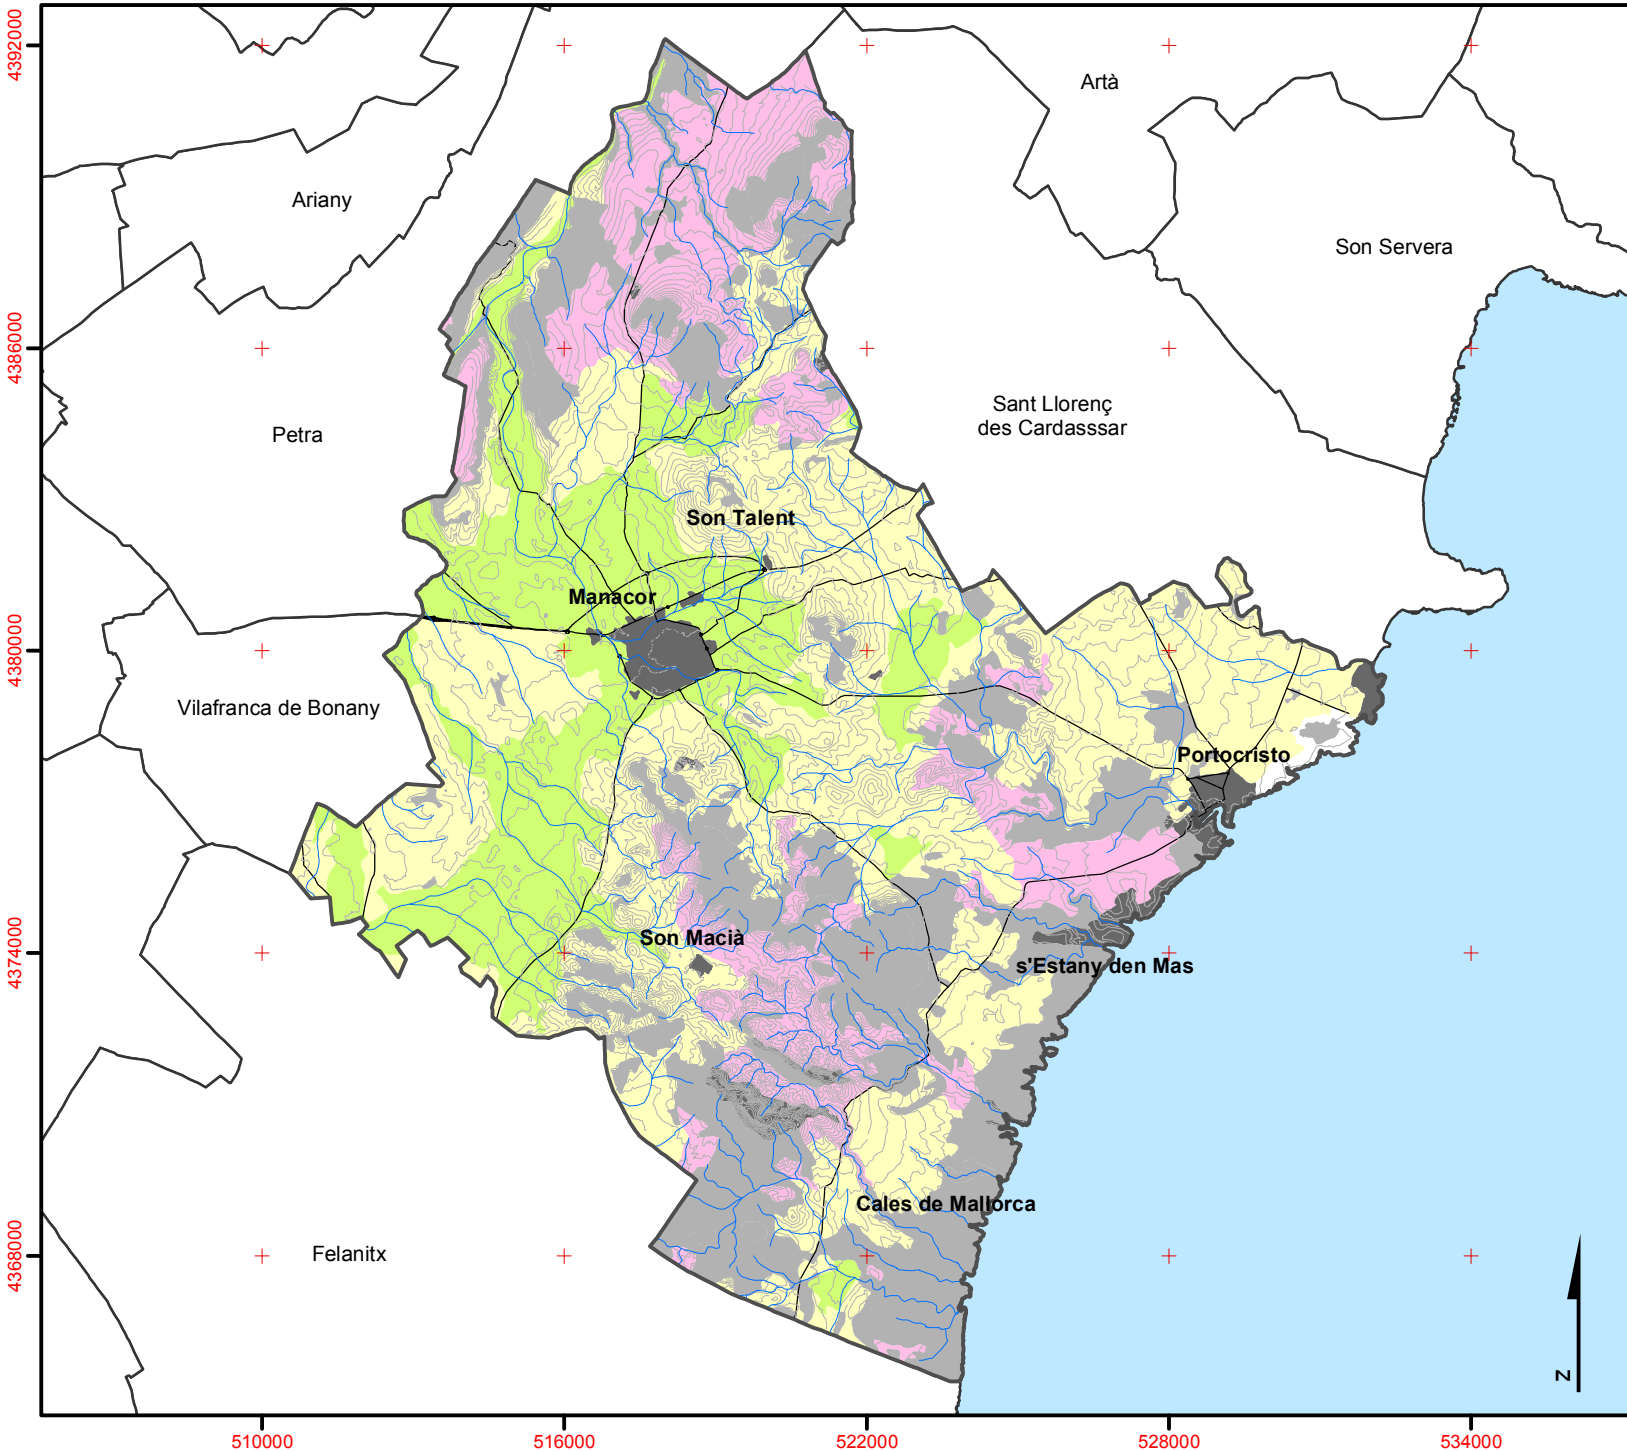 4392000
Artà
Ariany
Son Servera
4386000
Sant Llorenç
des Cardasssar
Petra
Son Talent
Manacor
4380000
Vilafranca de Bonany
Portocristo
Son Macià
4374000
s'Estany den Mas
Cales de Mallorca
4368000
Felanitx
N
510000
516000
522000
528000
534000